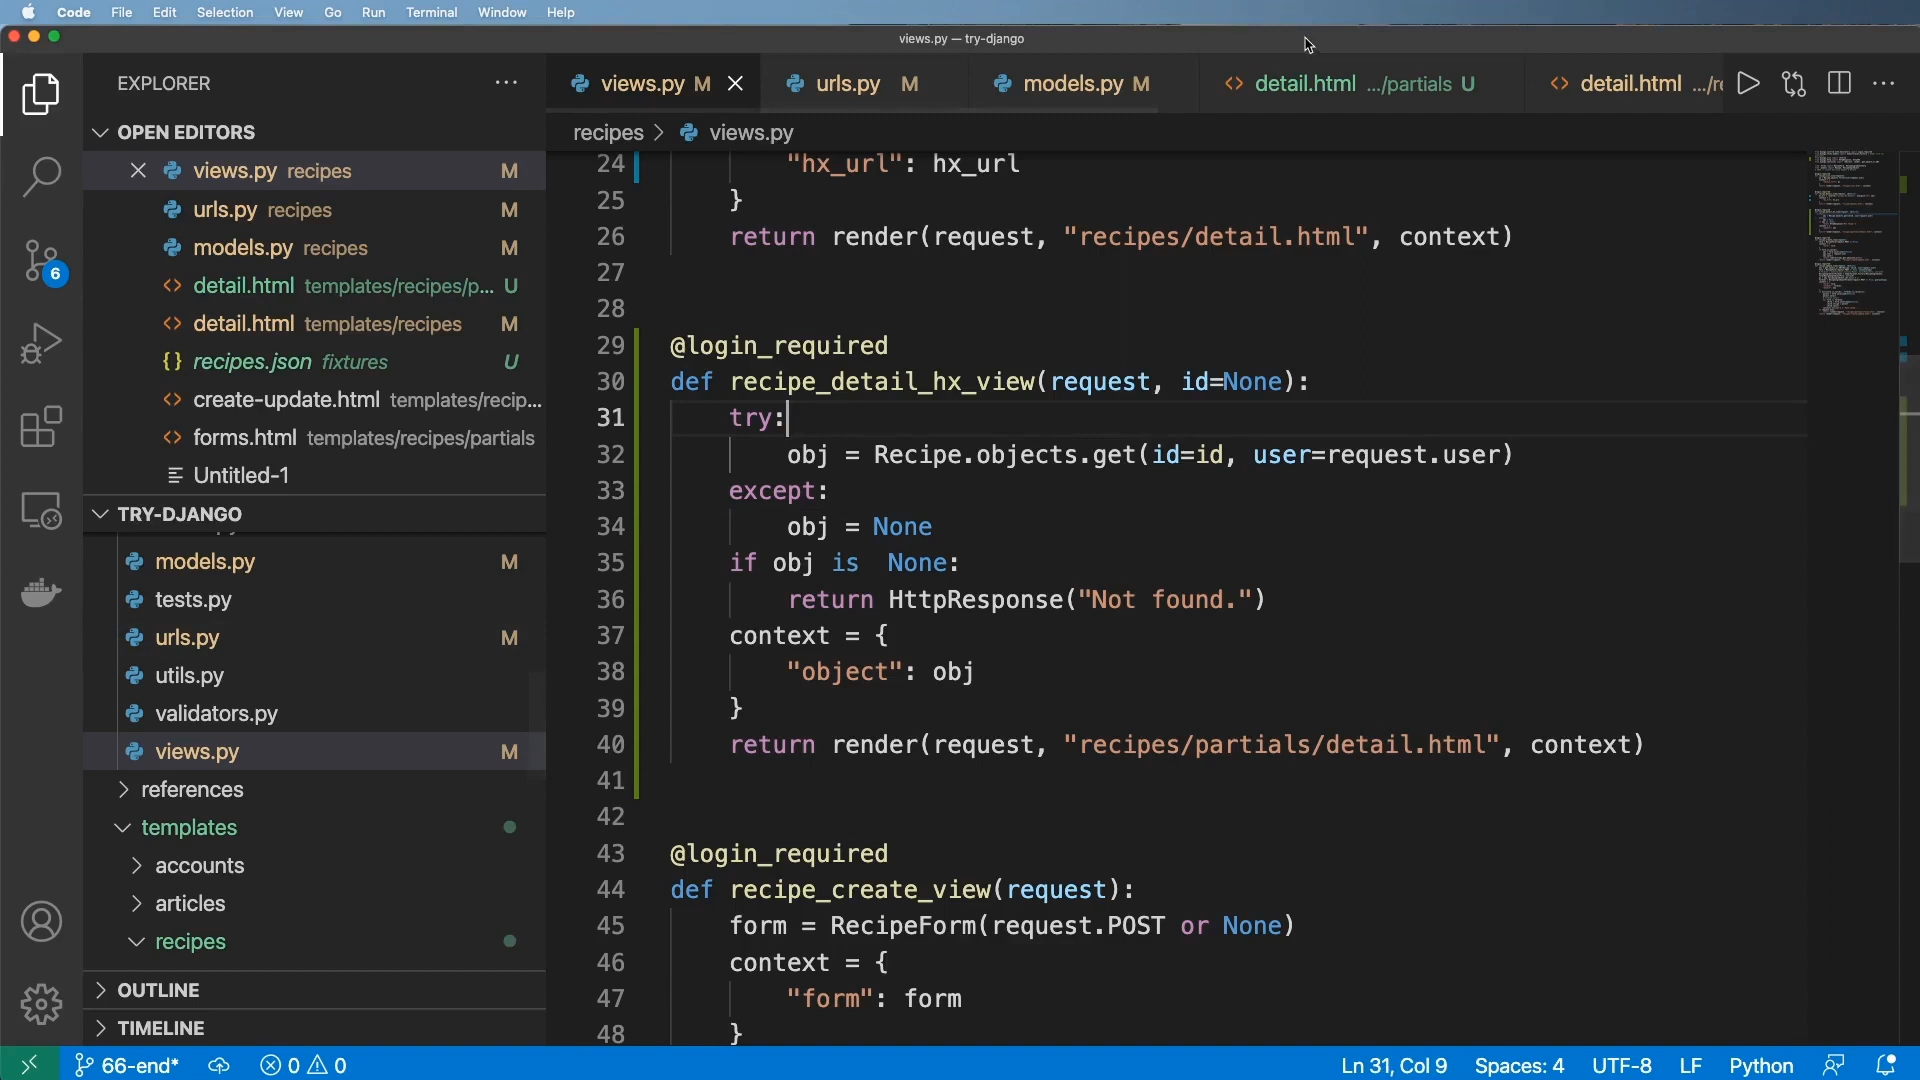 Code File Edit Selection View Go Run Terminal Window Help
views.py — try-django
EXPLORER
views.py M
urls.py M
models.py M
detail.html .../partials U
detail.html
OPEN EDITORS
recipes > views.py
views.py recipes M
urls.py recipes M
models.py recipes M
detail.html templates/recipes/p... U
detail.html templates/recipes M
{} recipes.json fixtures U
create-update.html templates/recip...
forms.html templates/recipes/partials
Untitled-1
6
TRY-DJANGO
models.py M
tests.py
urls.py M
utils.py
validators.py
views.py M
references
templates
accounts
articles
recipes
OUTLINE
TIMELINE
24 "hx_url": hx_url
25 }
26 return render(request, "recipes/detail.html", context)
27
28
29 @login_required
30 def recipe_detail_hx_view(request, id=None):
31 try:
32 obj = Recipe.objects.get(id=id, user=request.user)
33 except:
34 obj = None
35 if obj is  None:
36 return HttpResponse("Not found.")
37 context = {
38 "object": obj
39 }
40 return render(request, "recipes/partials/detail.html", context)
41
42
43 @login_required
44 def recipe_create_view(request):
45 form = RecipeForm(request.POST or None)
46 context = {
47 "form": form
48 }
66-end* 0 0 Ln 31, Col 9 Spaces: 4 UTF-8 LF Python